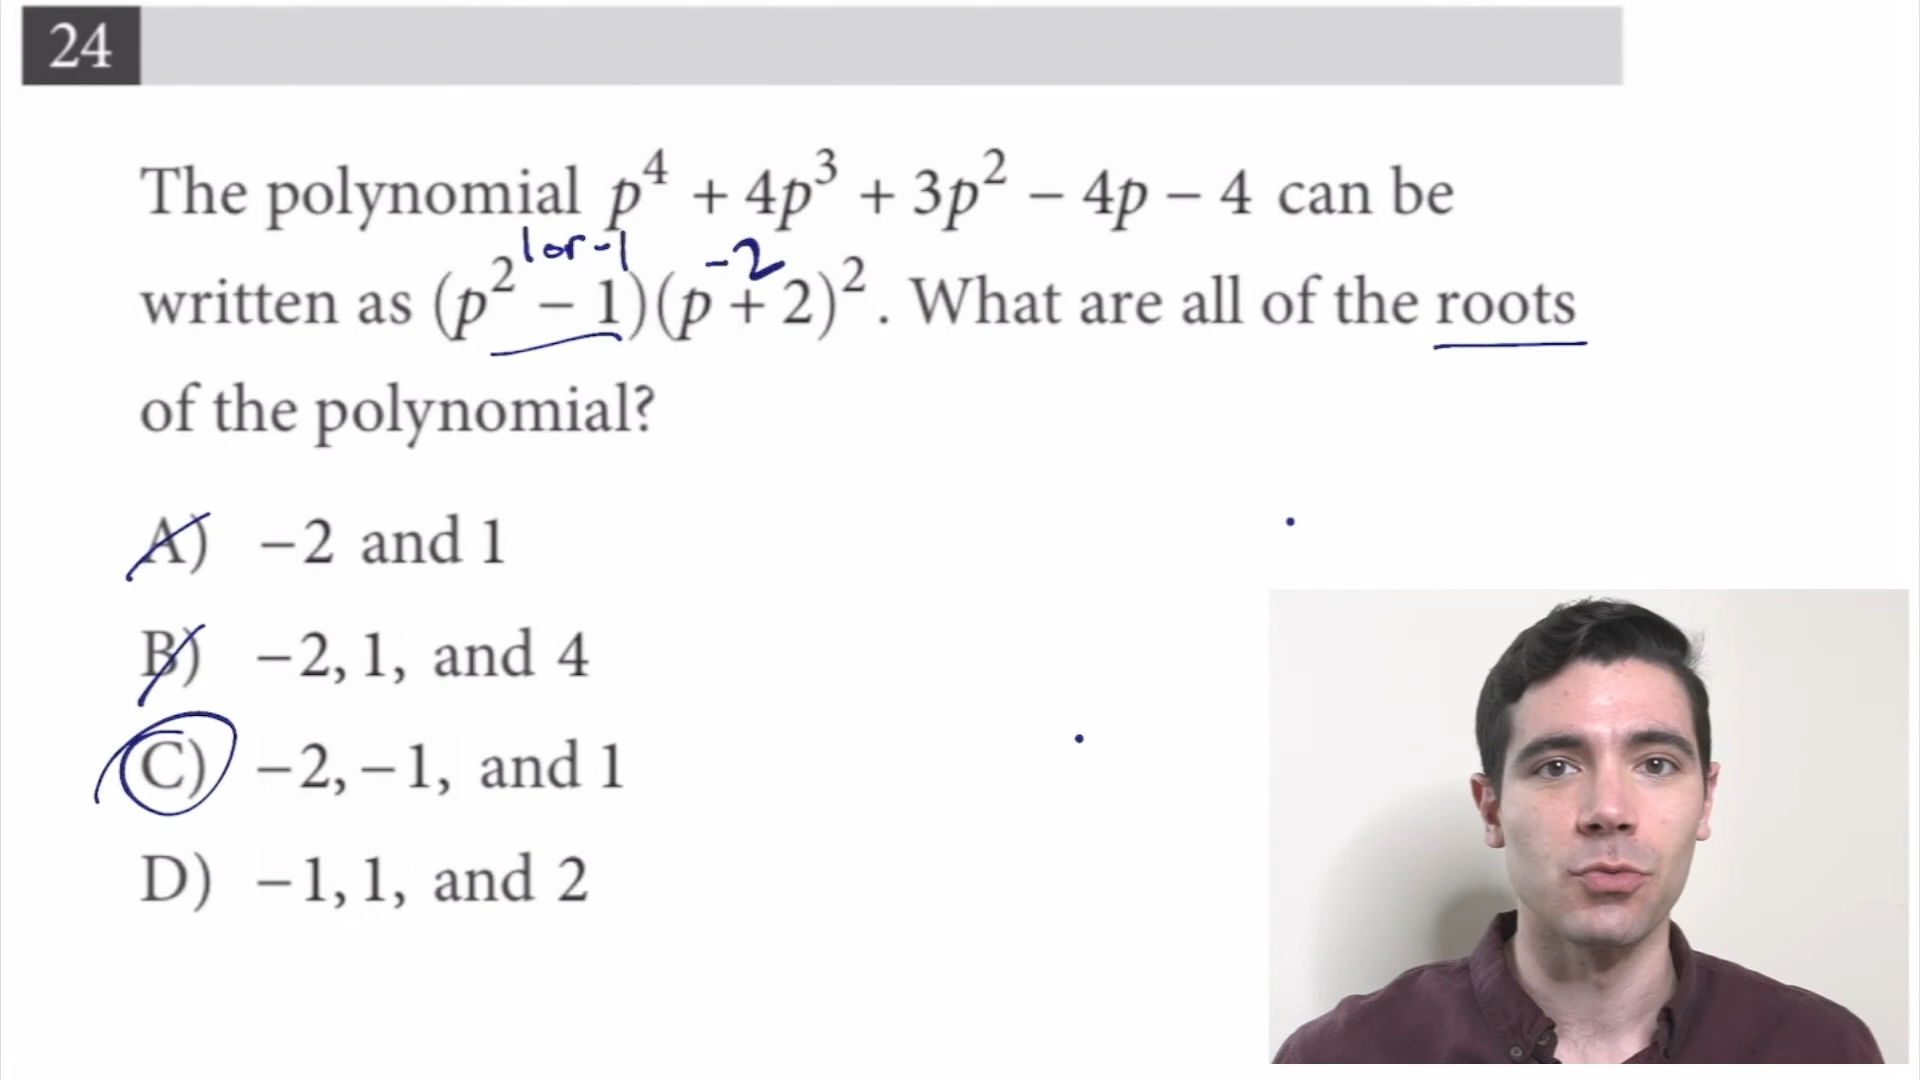 24
The polynomial p⁴ + 4p³ + 3p² − 4p − 4 can be
1 or -1 -2
written as (p² − 1)(p + 2)². What are all of the roots
of the polynomial?
A) −2 and 1
B) −2, 1, and 4
C) −2, −1, and 1
D) −1, 1, and 2